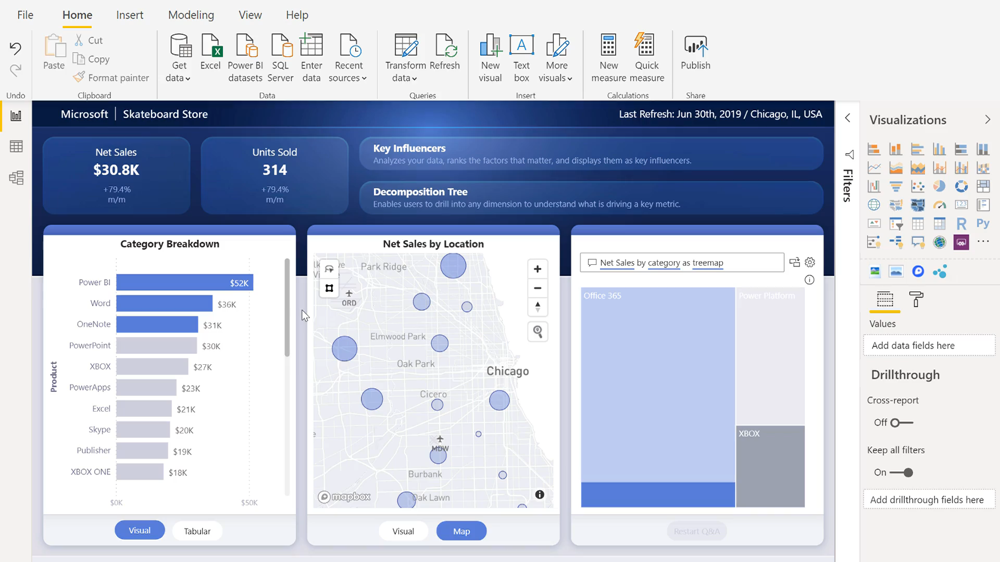 File Home Insert Modeling View Help
Cut
Copy
Format painter
Paste
Get data
Excel
Power BI datasets
SQL Server
Enter data
Recent sources
Transform data
Refresh
New visual
Text box
More visuals
New measure
Quick measure
Publish
Undo Clipboard Data Queries Insert Calculations Share
Microsoft | Skateboard Store
Last Refresh: Jun 30th, 2019 / Chicago, IL, USA
Net Sales
$30.8K
+79.4%
m/m
Units Sold
314
+79.4%
m/m
Key Influencers
Analyzes your data, ranks the factors that matter, and displays them as key influencers.
Decomposition Tree
Enables users to drill into any dimension to understand what is driving a key metric.
Category Breakdown
Product
Power BI $52K
Word $36K
OneNote $31K
PowerPoint $30K
XBOX $27K
PowerApps $23K
Excel $21K
Skype $20K
Publisher $19K
XBOX ONE $18K
$0K $50K
Visual Tabular
Net Sales by Location
Park Ridge
ORD
Elmwood Park
Oak Park
Chicago
Cicero
MDW
Burbank
Oak Lawn
mapbox
Visual Map
Net Sales by category as treemap
Office 365
Power Platform
XBOX
Restart Q&A
Filters
Visualizations
123
R Py
Values
Add data fields here
Drillthrough
Cross-report
Off
Keep all filters
On
Add drillthrough fields here